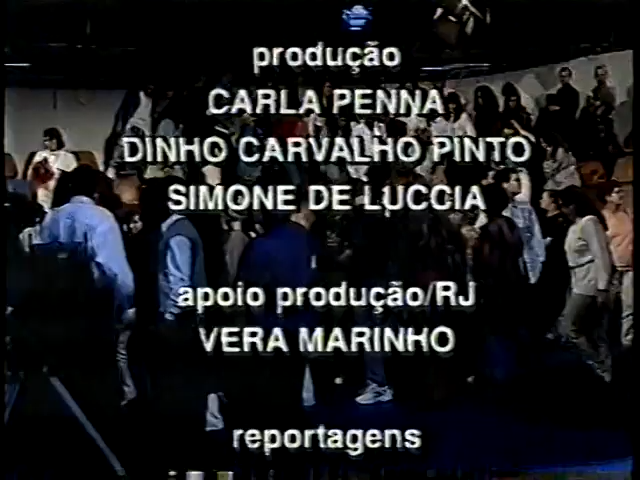 produção
CARLA PENNA
DINHO CARVALHO PINTO
SIMONE DE LUCCIA
apoio produção/RJ
VERA MARINHO
reportagens